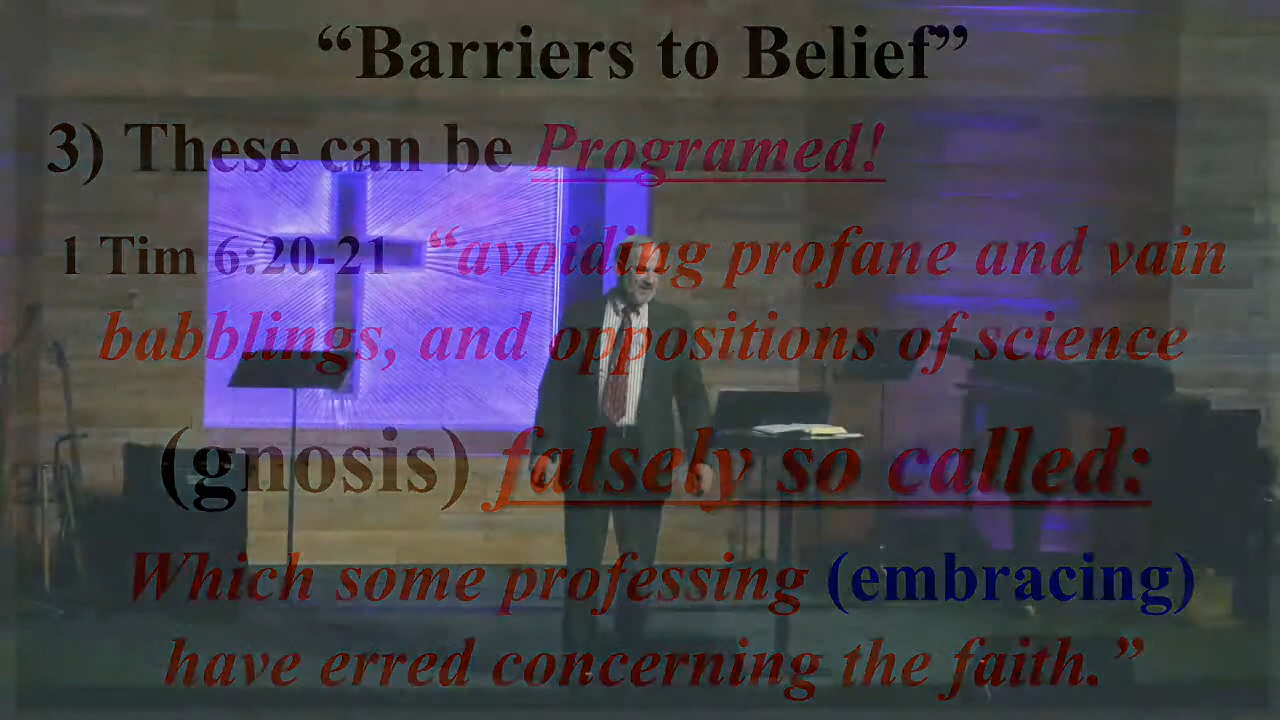 “Barriers to Belief”
3) These can be Programed!
1 Tim 6:20-21 “avoiding profane and vain
babblings, and oppositions of science
(gnosis) falsely so called:
Which some professing (embracing)
have erred concerning the faith.”